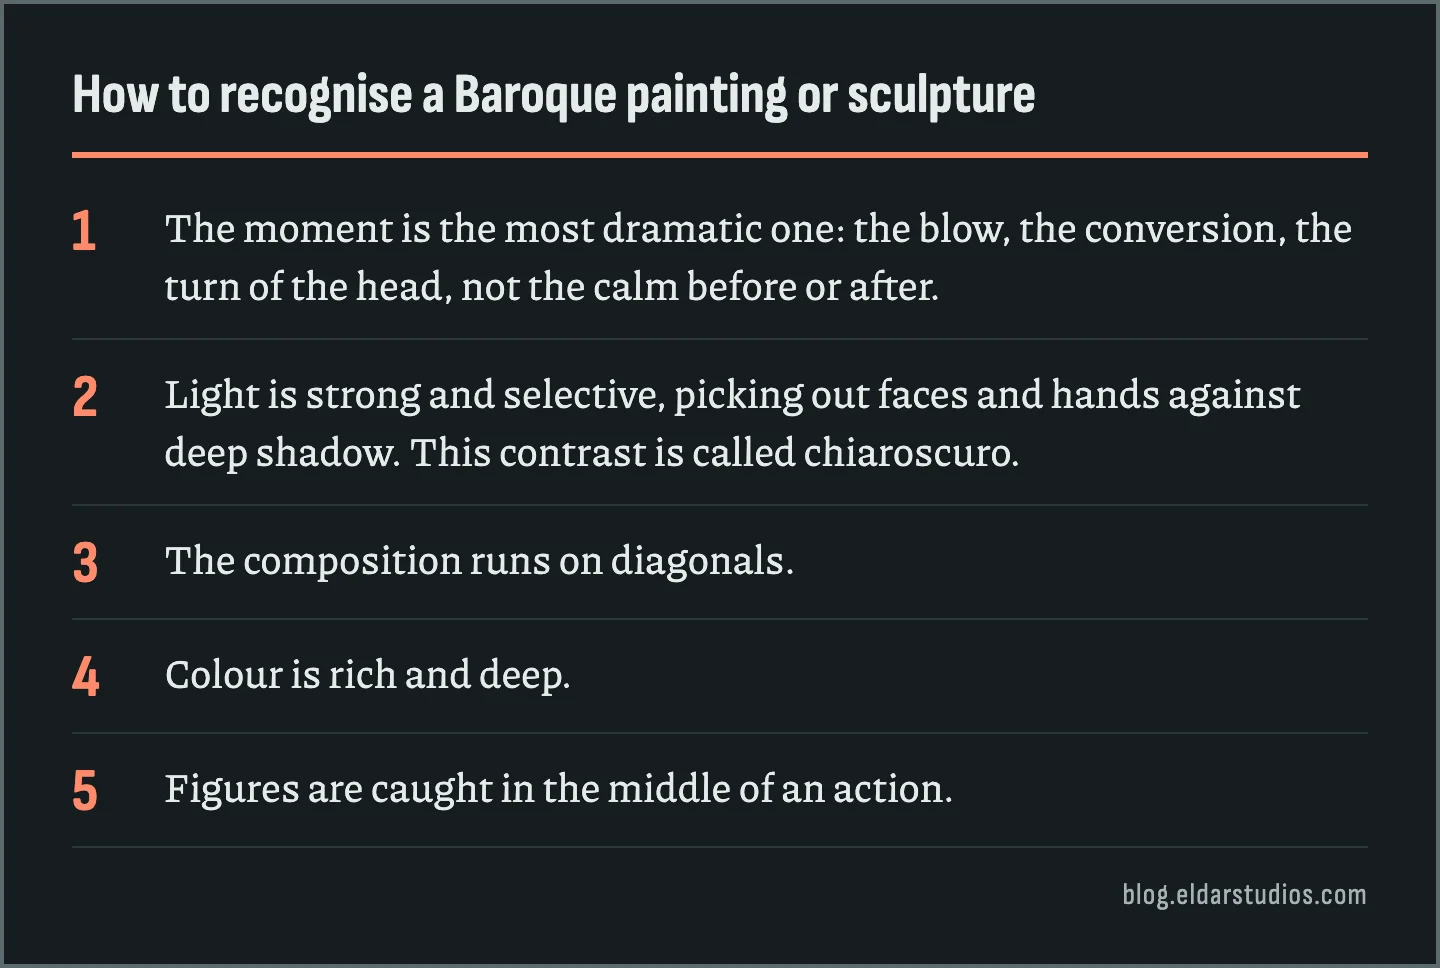 How to recognise a Baroque painting or sculpture
1 The moment is the most dramatic one: the blow, the conversion, the
turn of the head, not the calm before or after.
2 Light is strong and selective, picking out faces and hands against
deep shadow. This contrast is called chiaroscuro.
3 The composition runs on diagonals.
4 Colour is rich and deep.
5 Figures are caught in the middle of an action.
blog.eldarstudios.com